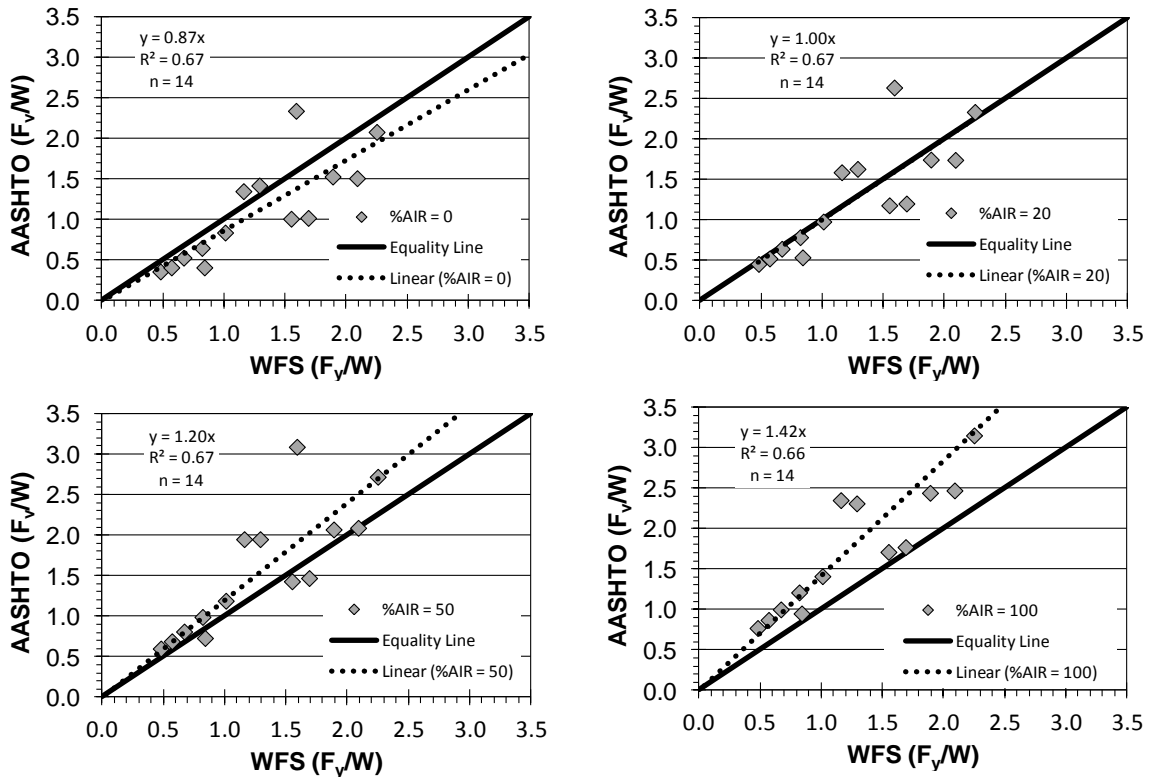 3.5
3.0
2.5
2.0
1.5
1.0
0.5
0.0
AASHTO (Fv/W)
y = 0.87x
R² = 0.67
n = 14
%AIR = 0
Equality Line
Linear (%AIR = 0)
0.0 0.5 1.0 1.5 2.0 2.5 3.0 3.5
WFS (Fy/W)
3.5
3.0
2.5
2.0
1.5
1.0
0.5
0.0
AASHTO (Fv/W)
y = 1.00x
R² = 0.67
n = 14
%AIR = 20
Equality Line
Linear (%AIR = 20)
0.0 0.5 1.0 1.5 2.0 2.5 3.0 3.5
WFS (Fy/W)
3.5
3.0
2.5
2.0
1.5
1.0
0.5
0.0
AASHTO (Fv/W)
y = 1.20x
R² = 0.67
n = 14
%AIR = 50
Equality Line
Linear (%AIR = 50)
0.0 0.5 1.0 1.5 2.0 2.5 3.0 3.5
WFS (Fy/W)
3.5
3.0
2.5
2.0
1.5
1.0
0.5
0.0
AASHTO (Fv/W)
y = 1.42x
R² = 0.66
n = 14
%AIR = 100
Equality Line
Linear (%AIR = 100)
0.0 0.5 1.0 1.5 2.0 2.5 3.0 3.5
WFS (Fy/W)